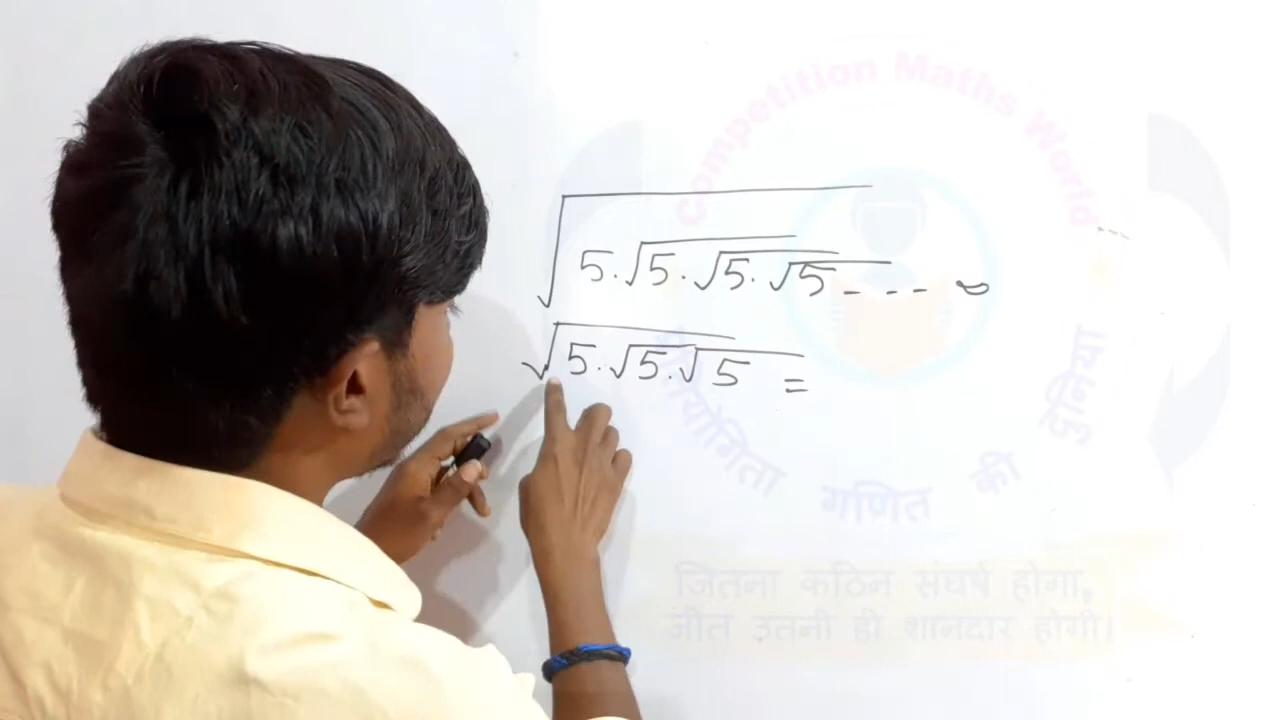 Competition Maths World
√5.√5.√5.√5---~
√5.√5.√5 =
प्रतियोगिता गणित की दुनिया
जितना कठिन संघर्ष होगा,
जीत उतनी ही शानदार होगी।